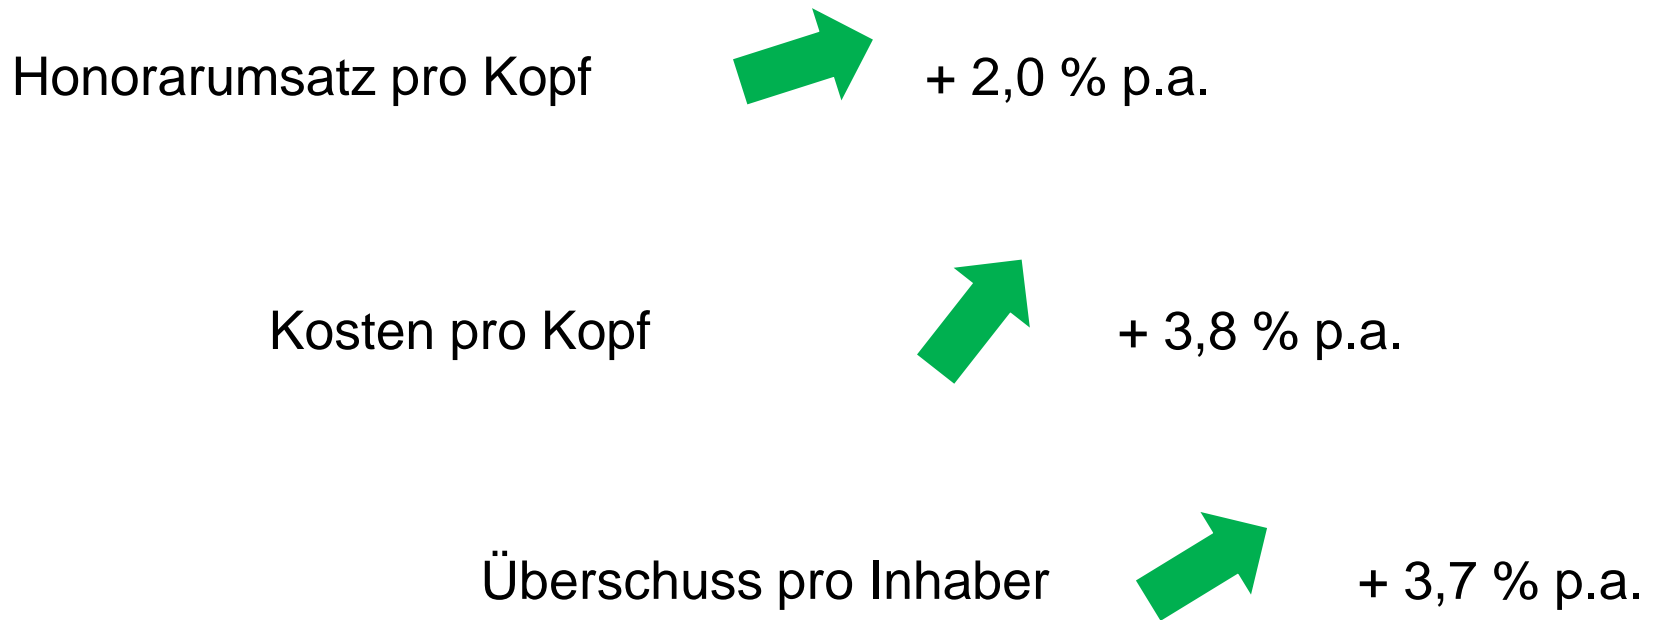 Honorarumsatz pro Kopf + 2,0 % p.a.
Kosten pro Kopf + 3,8 % p.a.
Überschuss pro Inhaber + 3,7 % p.a.